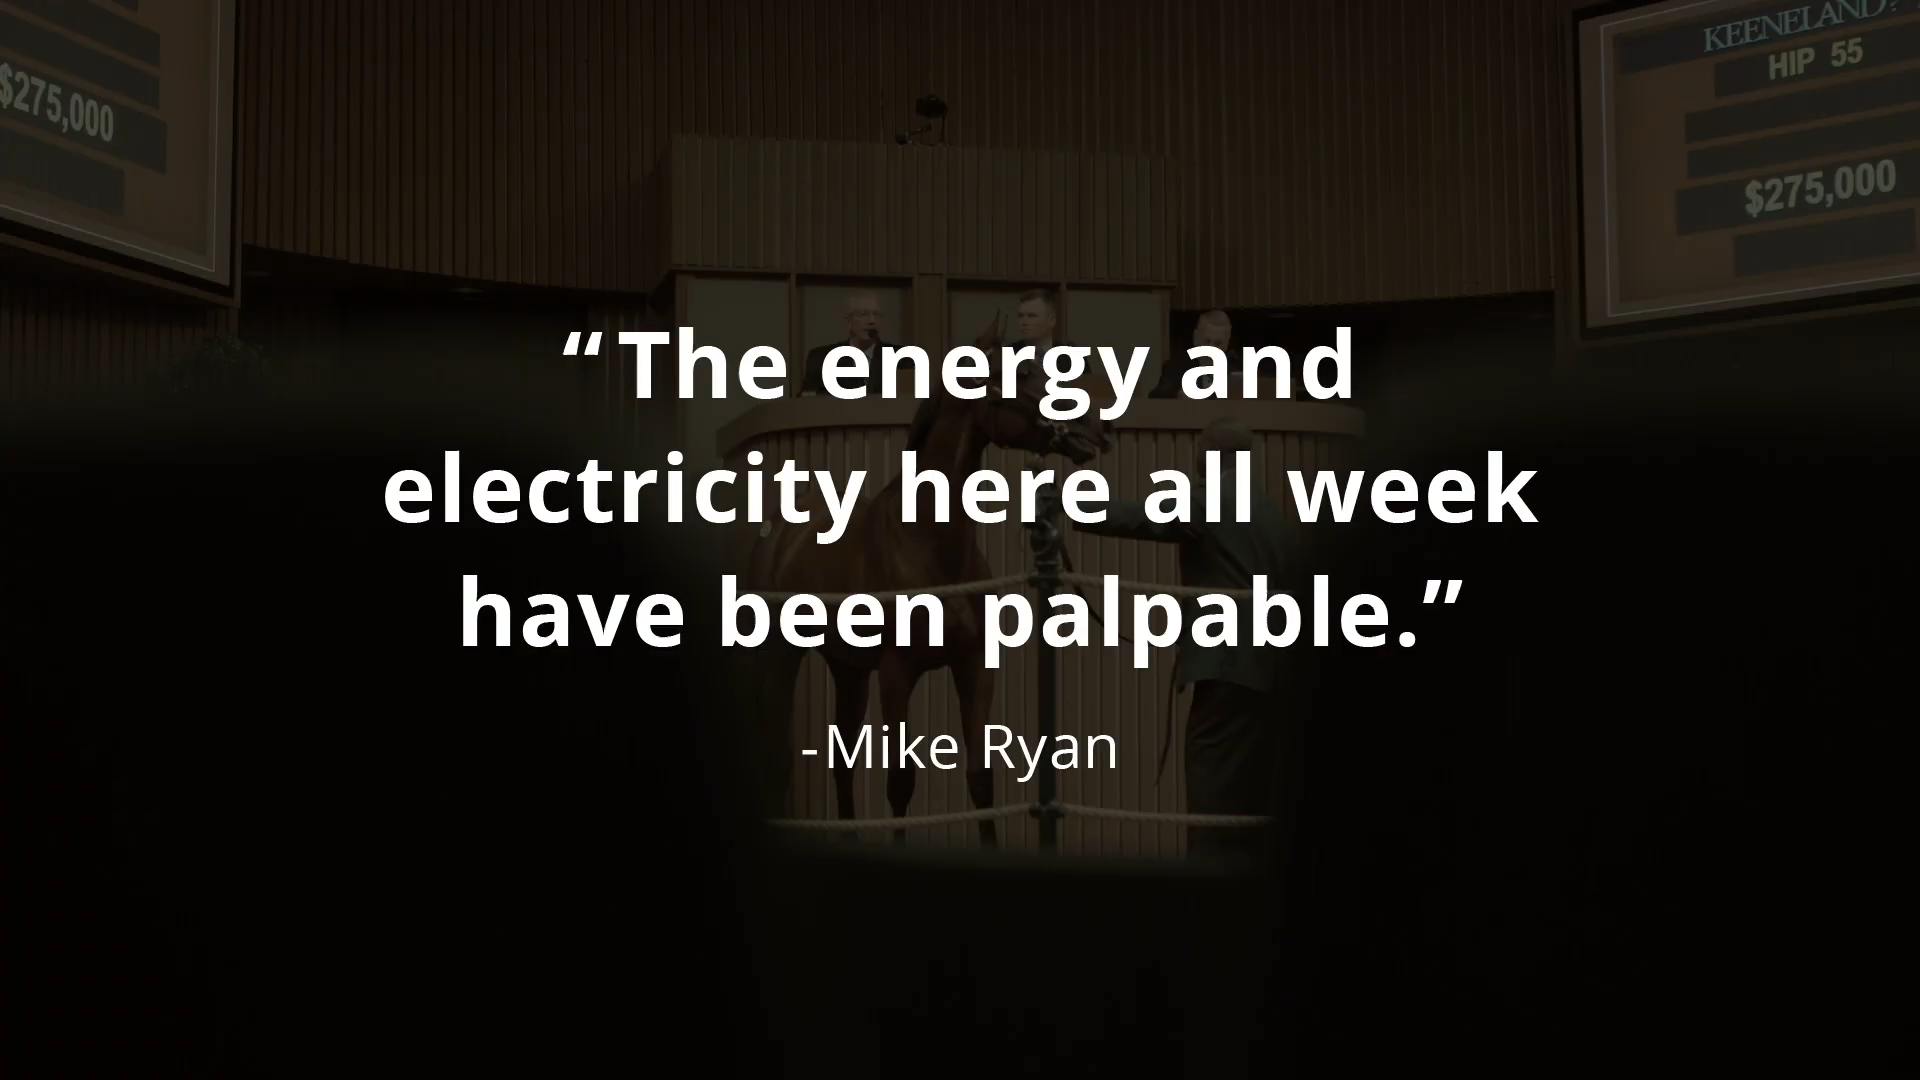 KEENELAND
HIP 55
$275,000
$275,000
“The energy and
electricity here all week
have been palpable.”
-Mike Ryan